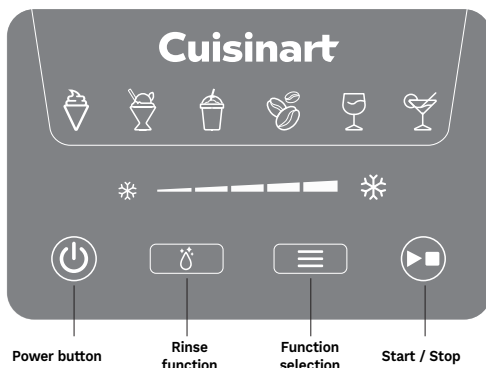 Cuisinart
Power button
Rinse
function
Function
selection
Start / Stop